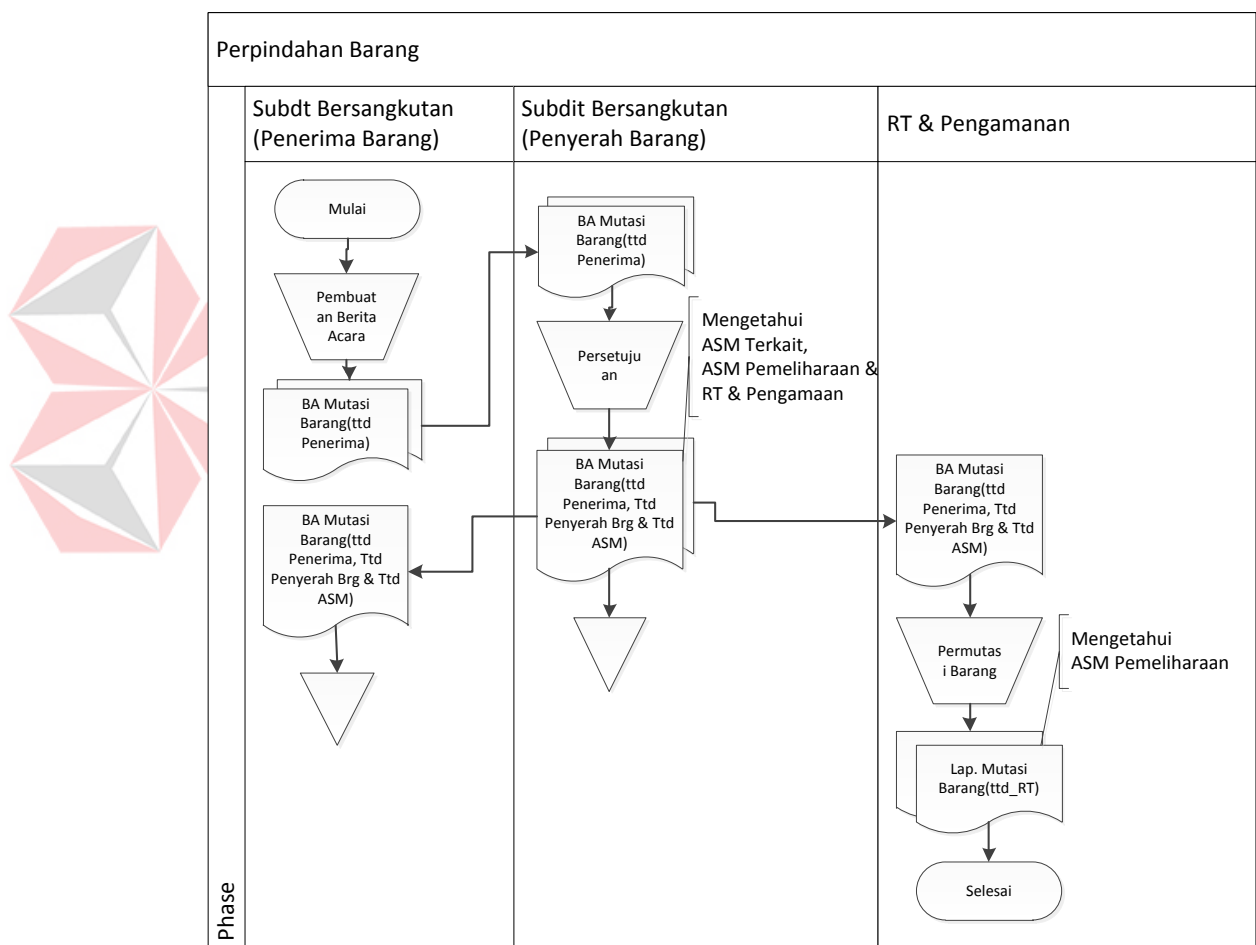 Perpindahan Barang
Subdt Bersangkutan
(Penerima Barang)
Subdit Bersangkutan
(Penyerah Barang)
RT & Pengamanan
Mulai
Pembuat
an Berita
Acara
BA Mutasi
Barang(ttd
Penerima)
BA Mutasi
Barang(ttd
Penerima, Ttd
Penyerah Brg & Ttd
ASM)
BA Mutasi
Barang(ttd
Penerima)
Persetuju
an
Mengetahui
ASM Terkait,
ASM Pemeliharaan &
RT & Pengamaan
BA Mutasi
Barang(ttd
Penerima, Ttd
Penyerah Brg & Ttd
ASM)
BA Mutasi
Barang(ttd
Penerima, Ttd
Penyerah Brg & Ttd
ASM)
Permutas
i Barang
Mengetahui
ASM Pemeliharaan
Lap. Mutasi
Barang(ttd_RT)
Selesai
Phase